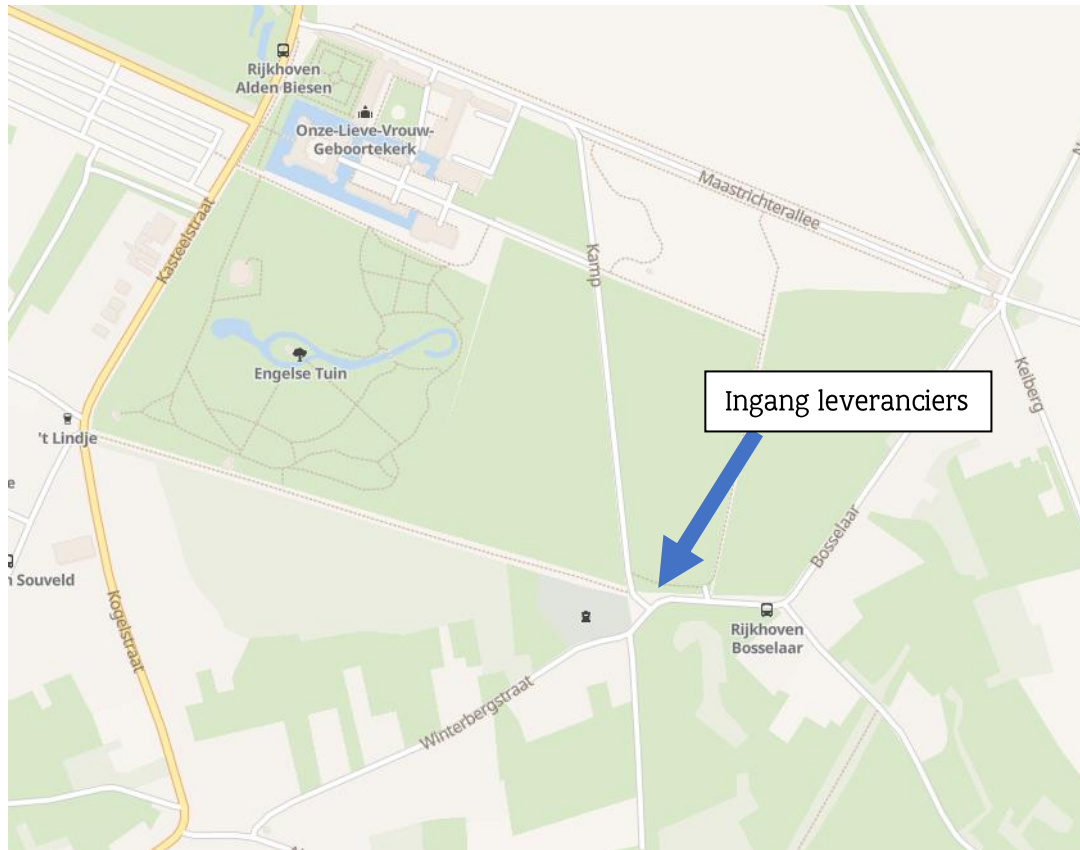 Rijkhoven
Alden Biesen
Onze-Lieve-Vrouw-
Geboortekerk
Maastrichterallee
Kasteelstraat
Kamp
Engelse Tuin
Keiberg
Ingang leveranciers
't Lindje
Bosselaar
Souveld
Kogelstraat
Rijkhoven
Bosselaar
Winterbergstraat